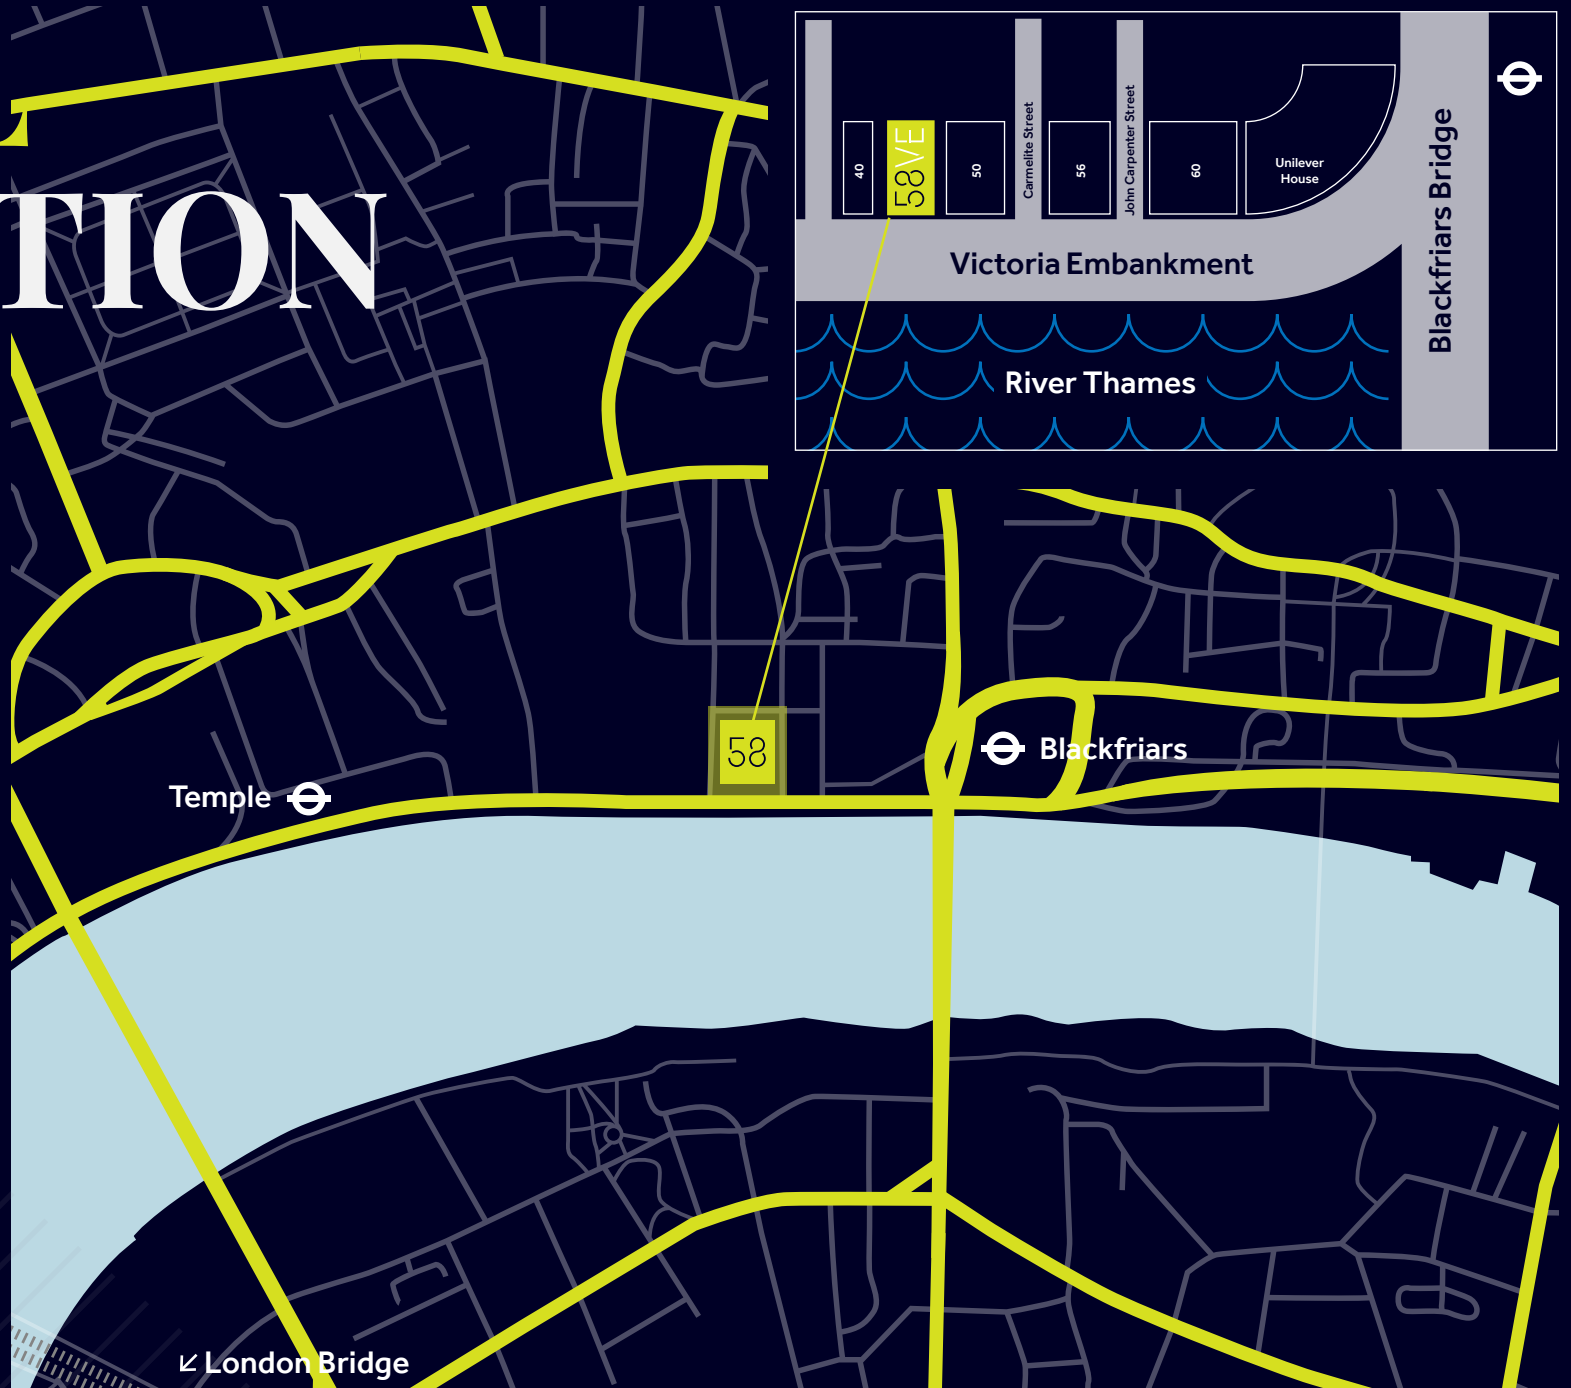 TION
40
58VE
50
Carmelite Street
56
John Carpenter Street
60
Unilever
House
Blackfriars Bridge
Victoria Embankment
River Thames
58
Blackfriars
Temple
London Bridge